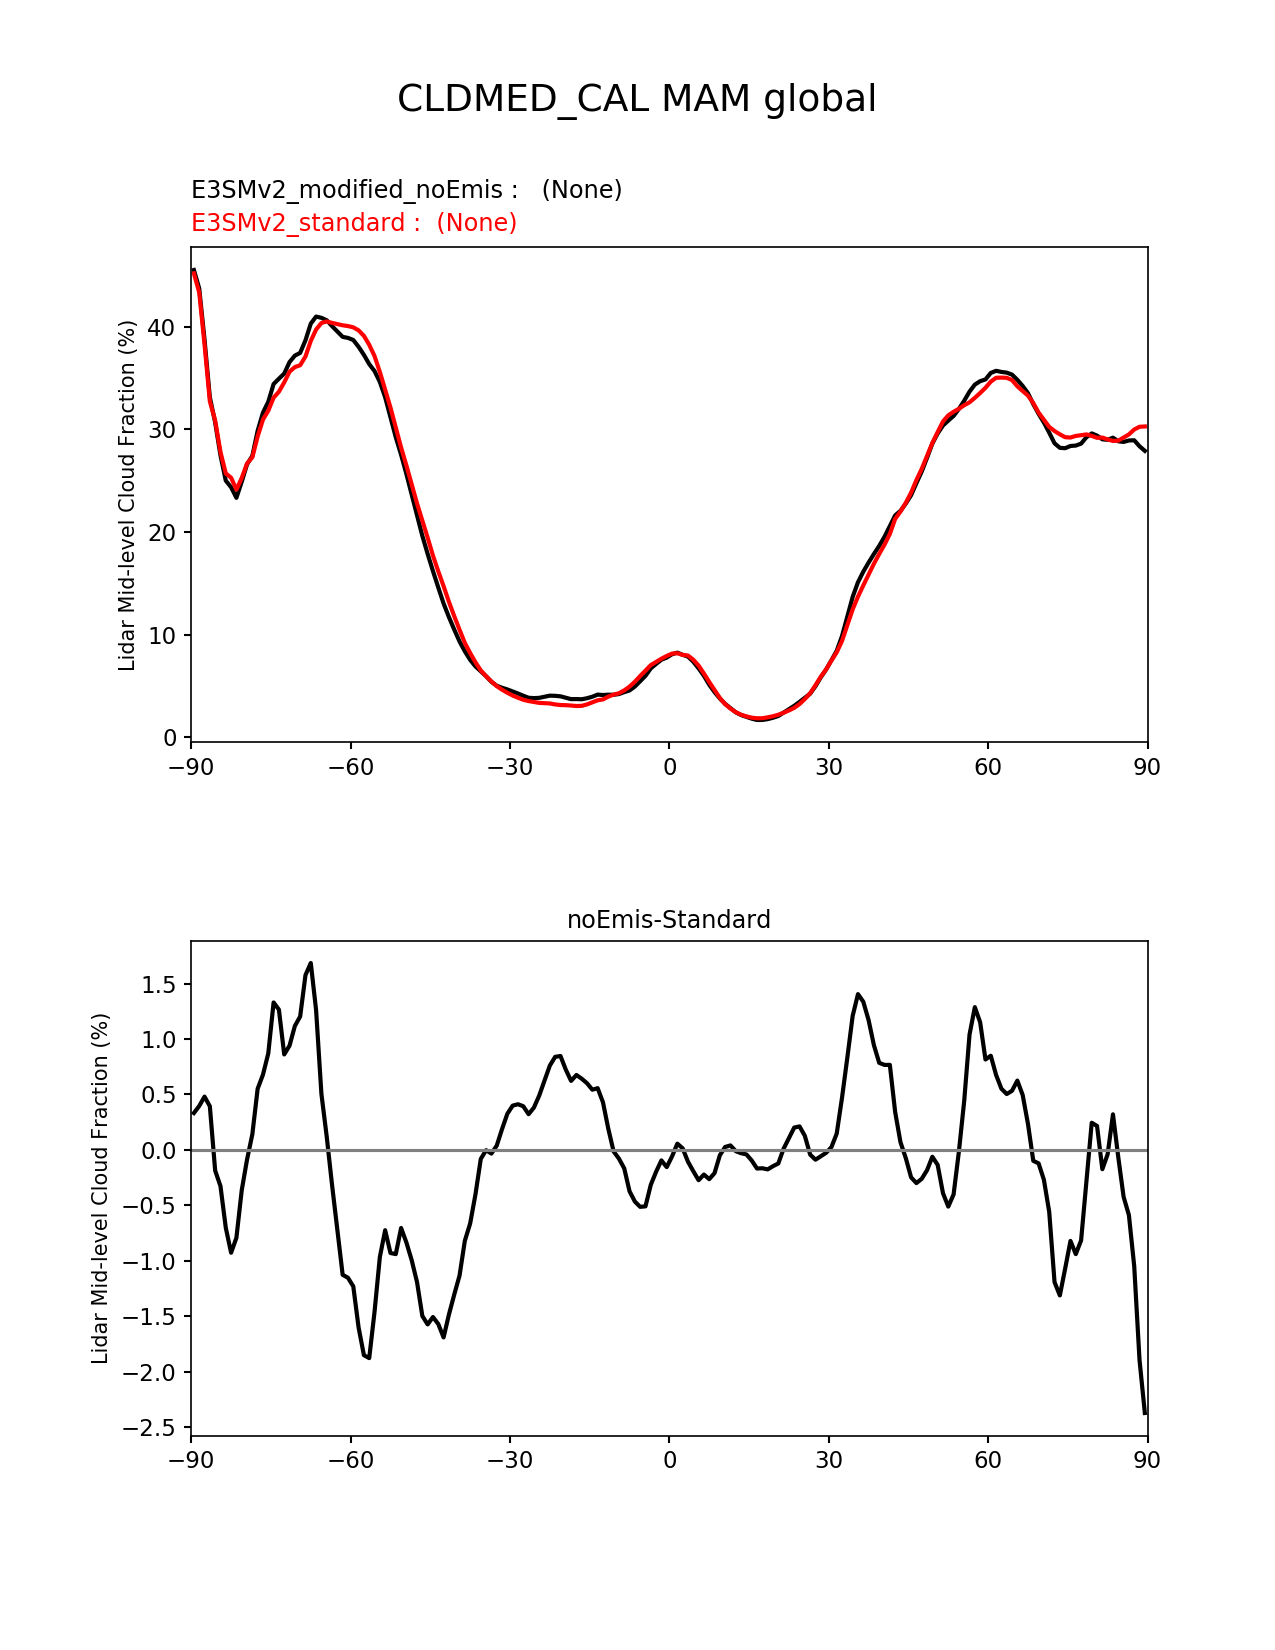 CLDMED_CAL MAM global
E3SMv2_modified_noEmis :   (None)
E3SMv2_standard :  (None)
Lidar Mid-level Cloud Fraction (%)
40
30
20
10
0
−90 −60 −30 0 30 60 90
noEmis-Standard
Lidar Mid-level Cloud Fraction (%)
1.5
1.0
0.5
0.0
−0.5
−1.0
−1.5
−2.0
−2.5
−90 −60 −30 0 30 60 90